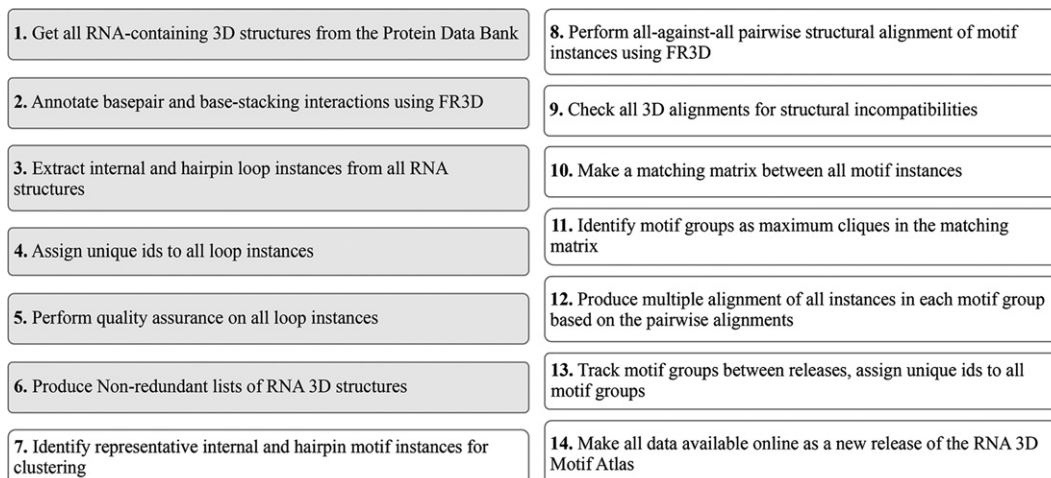 1. Get all RNA-containing 3D structures from the Protein Data Bank
2. Annotate basepair and base-stacking interactions using FR3D
3. Extract internal and hairpin loop instances from all RNA
structures
4. Assign unique ids to all loop instances
5. Perform quality assurance on all loop instances
6. Produce Non-redundant lists of RNA 3D structures
7. Identify representative internal and hairpin motif instances for
clustering
8. Perform all-against-all pairwise structural alignment of motif
instances using FR3D
9. Check all 3D alignments for structural incompatibilities
10. Make a matching matrix between all motif instances
11. Identify motif groups as maximum cliques in the matching
matrix
12. Produce multiple alignment of all instances in each motif group
based on the pairwise alignments
13. Track motif groups between releases, assign unique ids to all
motif groups
14. Make all data available online as a new release of the RNA 3D
Motif Atlas